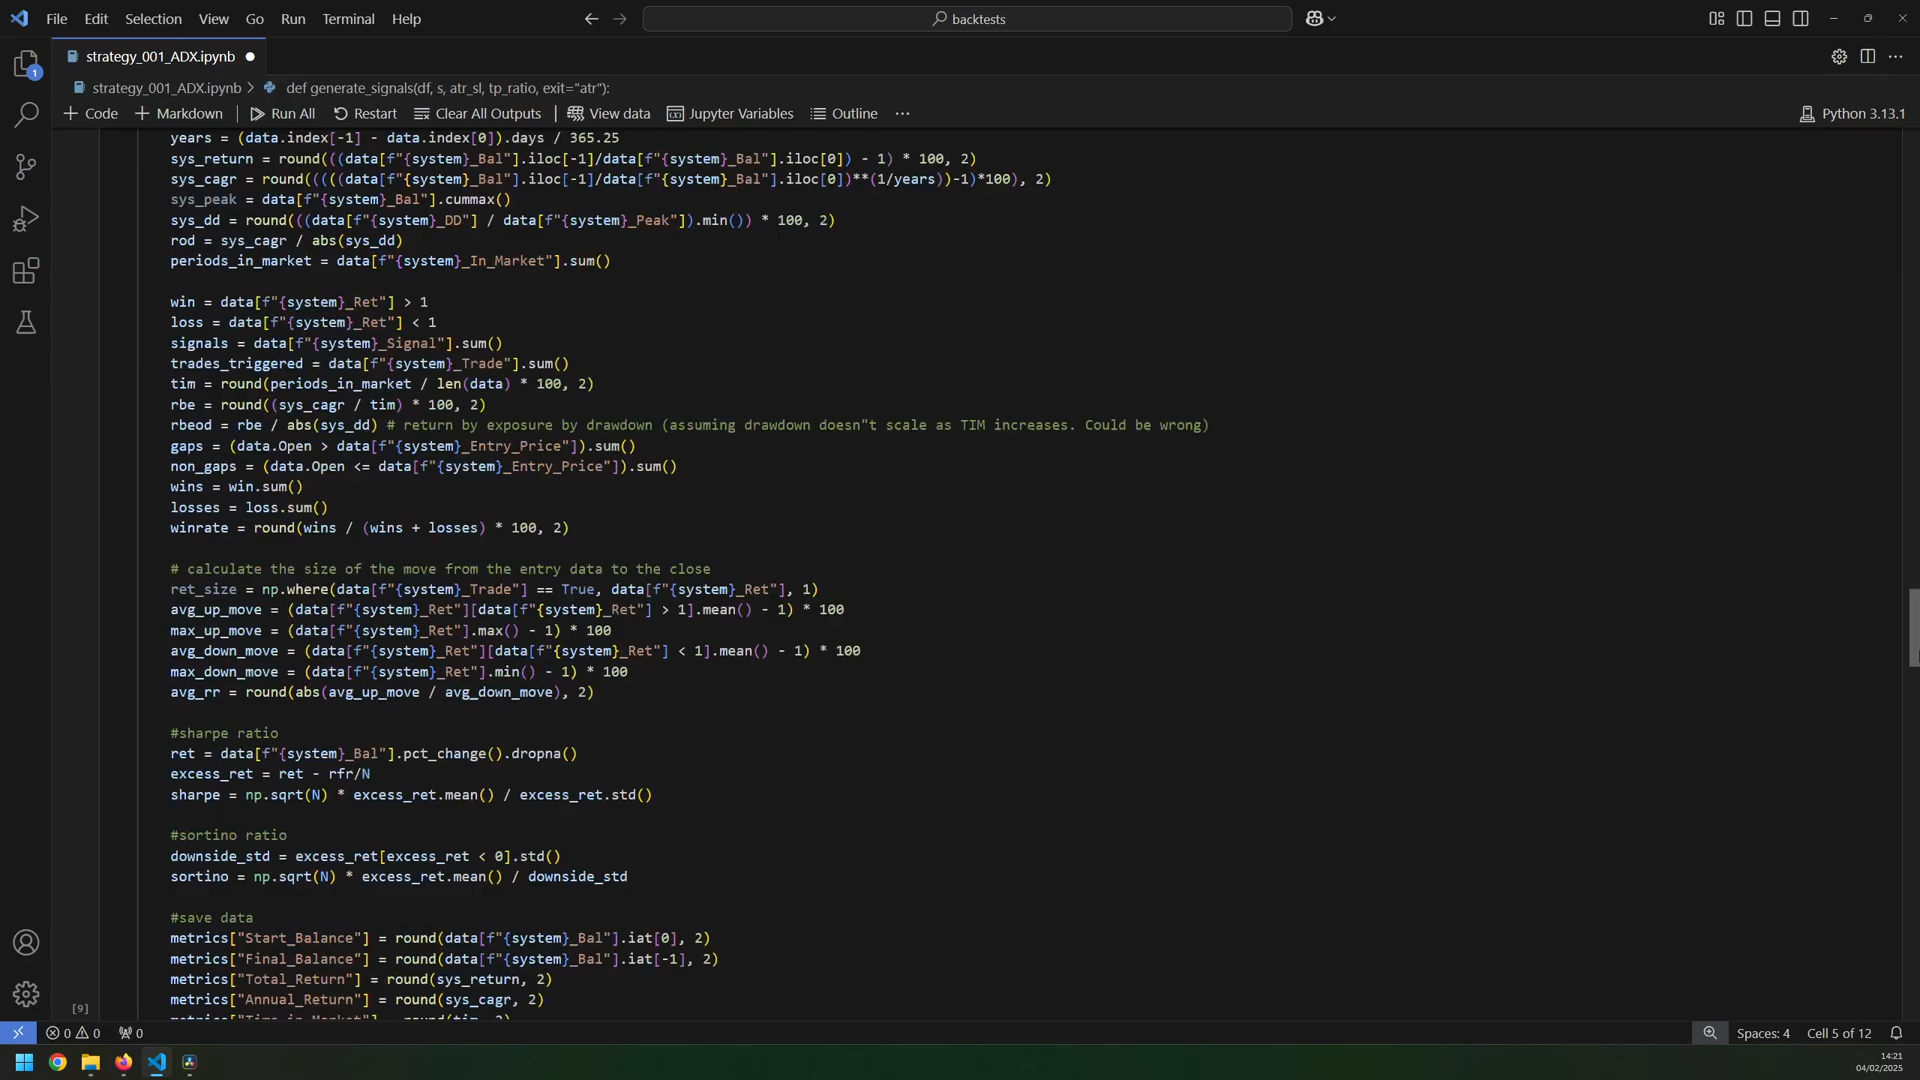 File Edit Selection View Go Run Terminal Help
backtests
strategy_001_ADX.ipynb
strategy_001_ADX.ipynb > def generate_signals(df, s, atr_sl, tp_ratio, exit="atr"):
+ Code + Markdown Run All Restart Clear All Outputs View data Jupyter Variables Outline ...
Python 3.13.1
1
years = (data.index[-1] - data.index[0]).days / 365.25
sys_return = round(((data[f"{system}_Bal"].iloc[-1]/data[f"{system}_Bal"].iloc[0]) - 1) * 100, 2)
sys_cagr = round(((((data[f"{system}_Bal"].iloc[-1]/data[f"{system}_Bal"].iloc[0])**(1/years))-1)*100), 2)
sys_peak = data[f"{system}_Bal"].cummax()
sys_dd = round(((data[f"{system}_DD"] / data[f"{system}_Peak"]).min()) * 100, 2)
rod = sys_cagr / abs(sys_dd)
periods_in_market = data[f"{system}_In_Market"].sum()
win = data[f"{system}_Ret"] > 1
loss = data[f"{system}_Ret"] < 1
signals = data[f"{system}_Signal"].sum()
trades_triggered = data[f"{system}_Trade"].sum()
tim = round(periods_in_market / len(data) * 100, 2)
rbe = round((sys_cagr / tim) * 100, 2)
rbeod = rbe / abs(sys_dd) # return by exposure by drawdown (assuming drawdown doesn"t scale as TIM increases. Could be wrong)
gaps = (data.Open > data[f"{system}_Entry_Price"]).sum()
non_gaps = (data.Open <= data[f"{system}_Entry_Price"]).sum()
wins = win.sum()
losses = loss.sum()
winrate = round(wins / (wins + losses) * 100, 2)
# calculate the size of the move from the entry data to the close
ret_size = np.where(data[f"{system}_Trade"] == True, data[f"{system}_Ret"], 1)
avg_up_move = (data[f"{system}_Ret"][data[f"{system}_Ret"] > 1].mean() - 1) * 100
max_up_move = (data[f"{system}_Ret"].max() - 1) * 100
avg_down_move = (data[f"{system}_Ret"][data[f"{system}_Ret"] < 1].mean() - 1) * 100
max_down_move = (data[f"{system}_Ret"].min() - 1) * 100
avg_rr = round(abs(avg_up_move / avg_down_move), 2)
#sharpe ratio
ret = data[f"{system}_Bal"].pct_change().dropna()
excess_ret = ret - rfr/N
sharpe = np.sqrt(N) * excess_ret.mean() / excess_ret.std()
#sortino ratio
downside_std = excess_ret[excess_ret < 0].std()
sortino = np.sqrt(N) * excess_ret.mean() / downside_std
#save data
metrics["Start_Balance"] = round(data[f"{system}_Bal"].iat[0], 2)
metrics["Final_Balance"] = round(data[f"{system}_Bal"].iat[-1], 2)
metrics["Total_Return"] = round(sys_return, 2)
metrics["Annual_Return"] = round(sys_cagr, 2)
[9]
0 0 0
Spaces: 4 Cell 5 of 12
14:21
04/02/2025